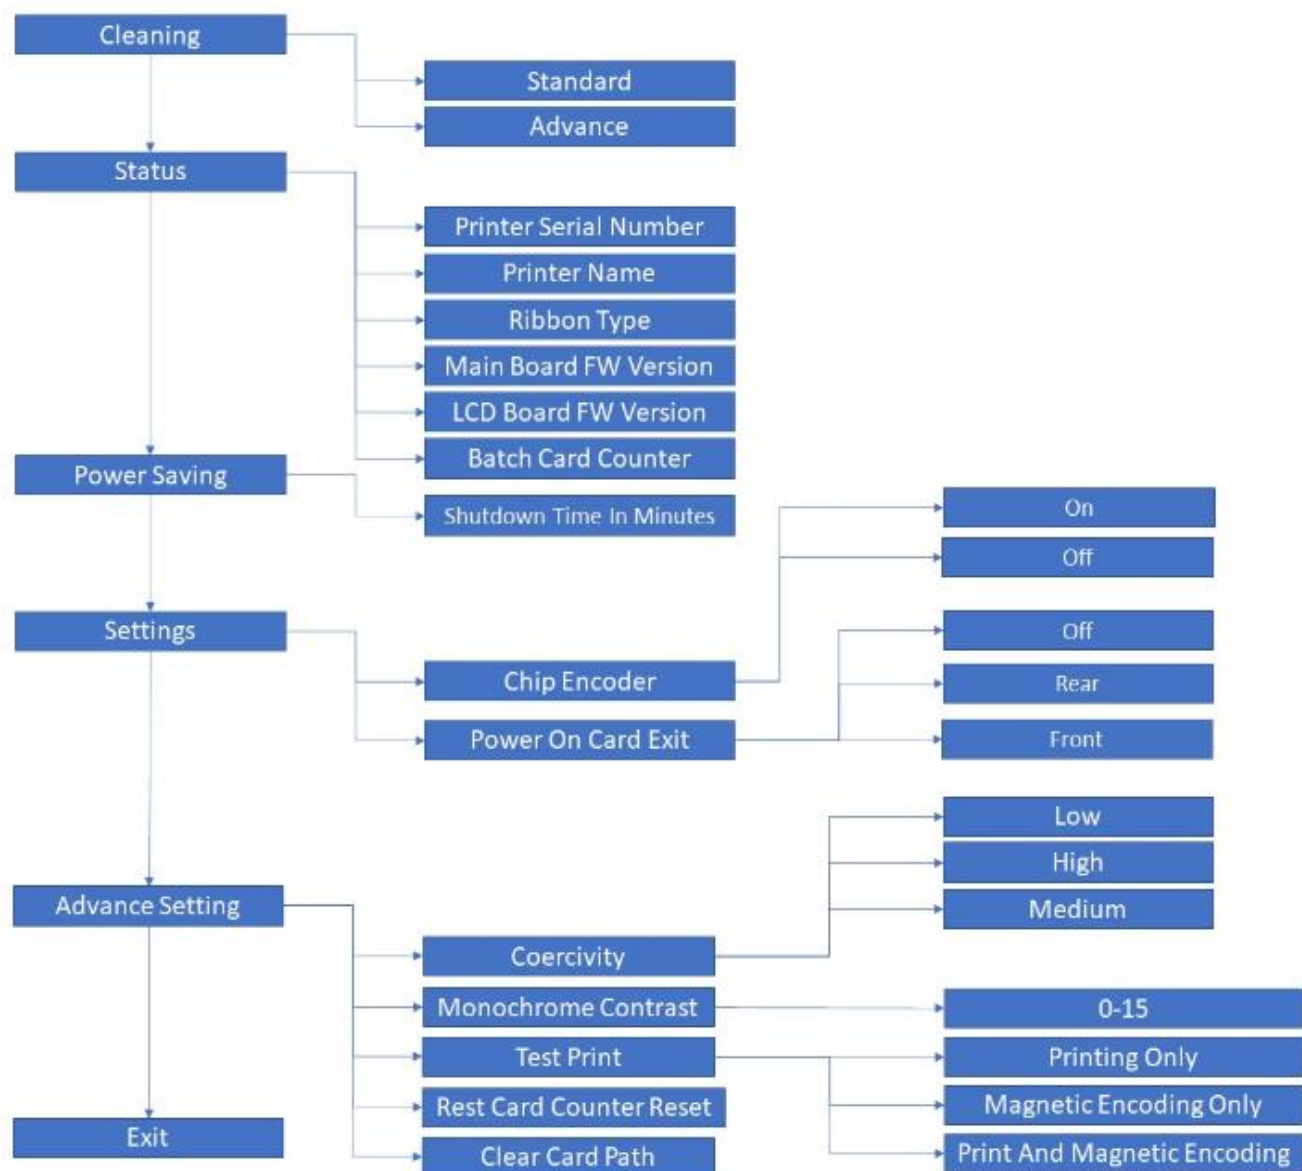 Cleaning
Standard
Advance
Status
Printer Serial Number
Printer Name
Ribbon Type
Main Board FW Version
LCD Board FW Version
Batch Card Counter
Power Saving
Shutdown Time In Minutes
On
Off
Settings
Off
Chip Encoder
Rear
Power On Card Exit
Front
Low
High
Advance Setting
Medium
Coercivity
Monochrome Contrast
0-15
Test Print
Printing Only
Rest Card Counter Reset
Magnetic Encoding Only
Exit
Clear Card Path
Print And Magnetic Encoding